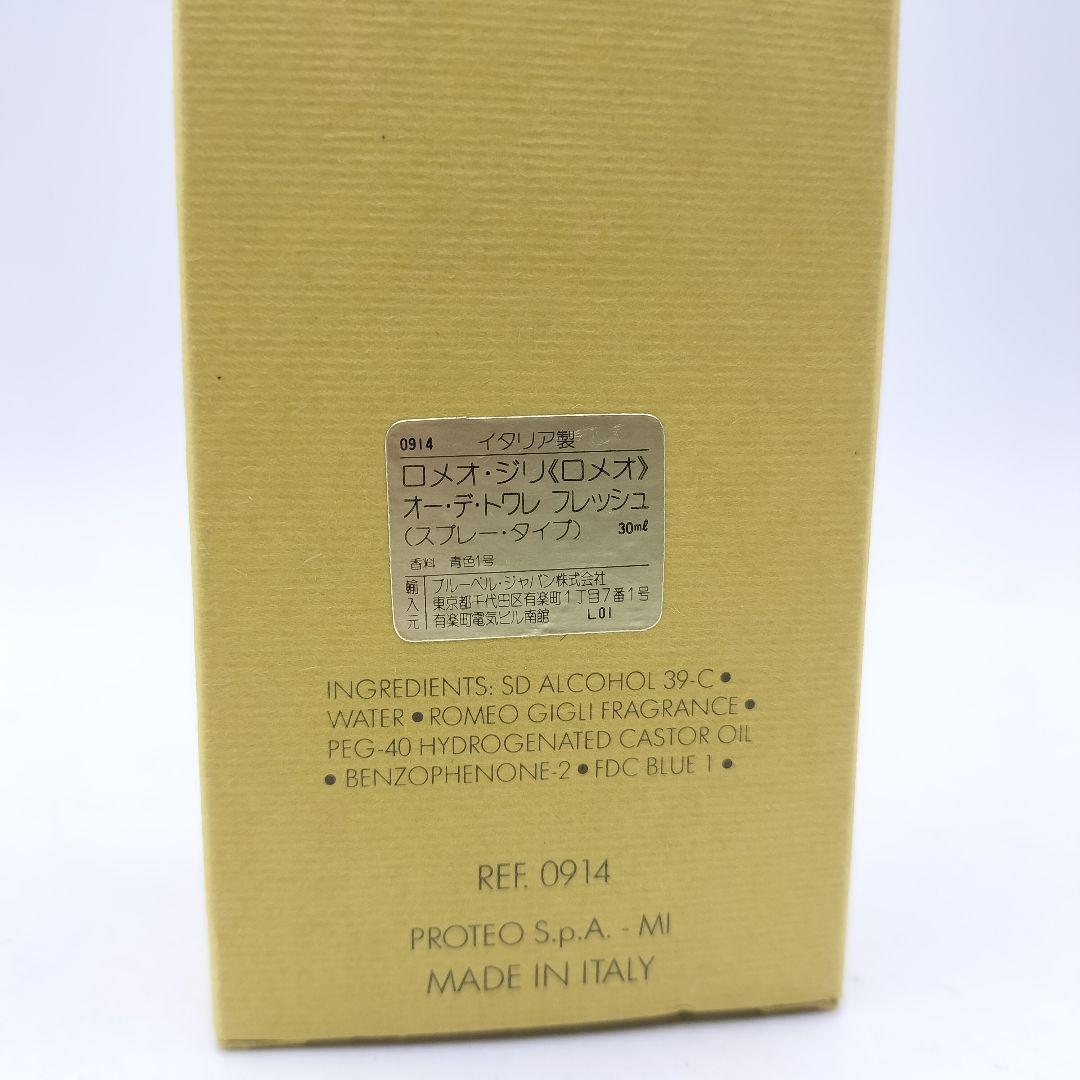 0914 イタリア製
ロメオ・ジリ《ロメオ》
オー・デ・トワレ フレッシュ
(スプレー・タイプ) 30ml
香料 青色1号
輸入元
ブルーベル・ジャパン株式会社
東京都千代田区有楽町1丁目7番1号
有楽町電気ビル南館 L01
INGREDIENTS: SD ALCOHOL 39-C •
WATER • ROMEO GIGLI FRAGRANCE •
PEG-40 HYDROGENATED CASTOR OIL
• BENZOPHENONE-2 • FDC BLUE 1 •
REF. 0914
PROTEO S.p.A. - MI
MADE IN ITALY